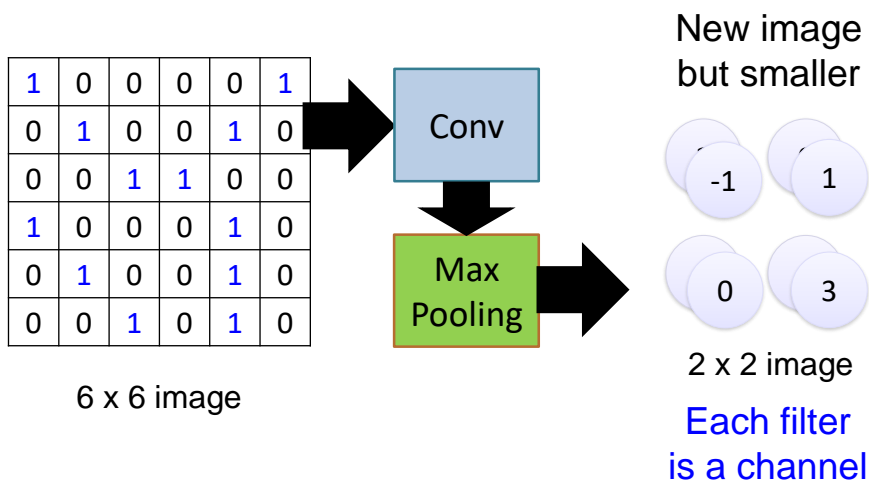 1 0 0 0 0 1
0 1 0 0 1 0
0 0 1 1 0 0
1 0 0 0 1 0
0 1 0 0 1 0
0 0 1 0 1 0
6 x 6 image
Conv
Max
Pooling
New image
but smaller
-1 1
0 3
2 x 2 image
Each filter
is a channel